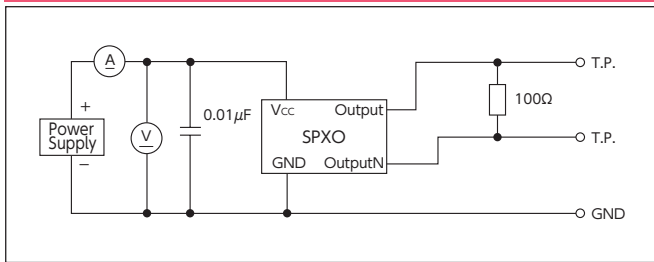 A
+
Power
Supply
−
V
0.01μF
Vcc Output
SPXO
GND OutputN
100Ω
T.P.
T.P.
GND